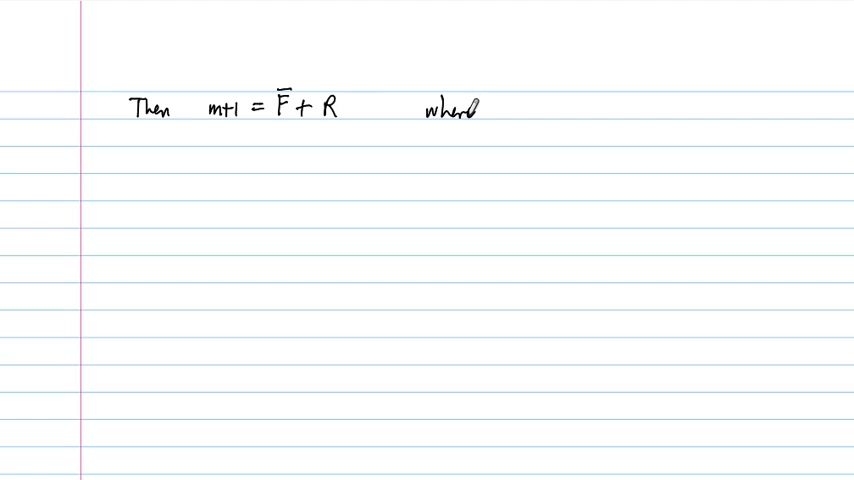 Then m+1 = F̅ + R where